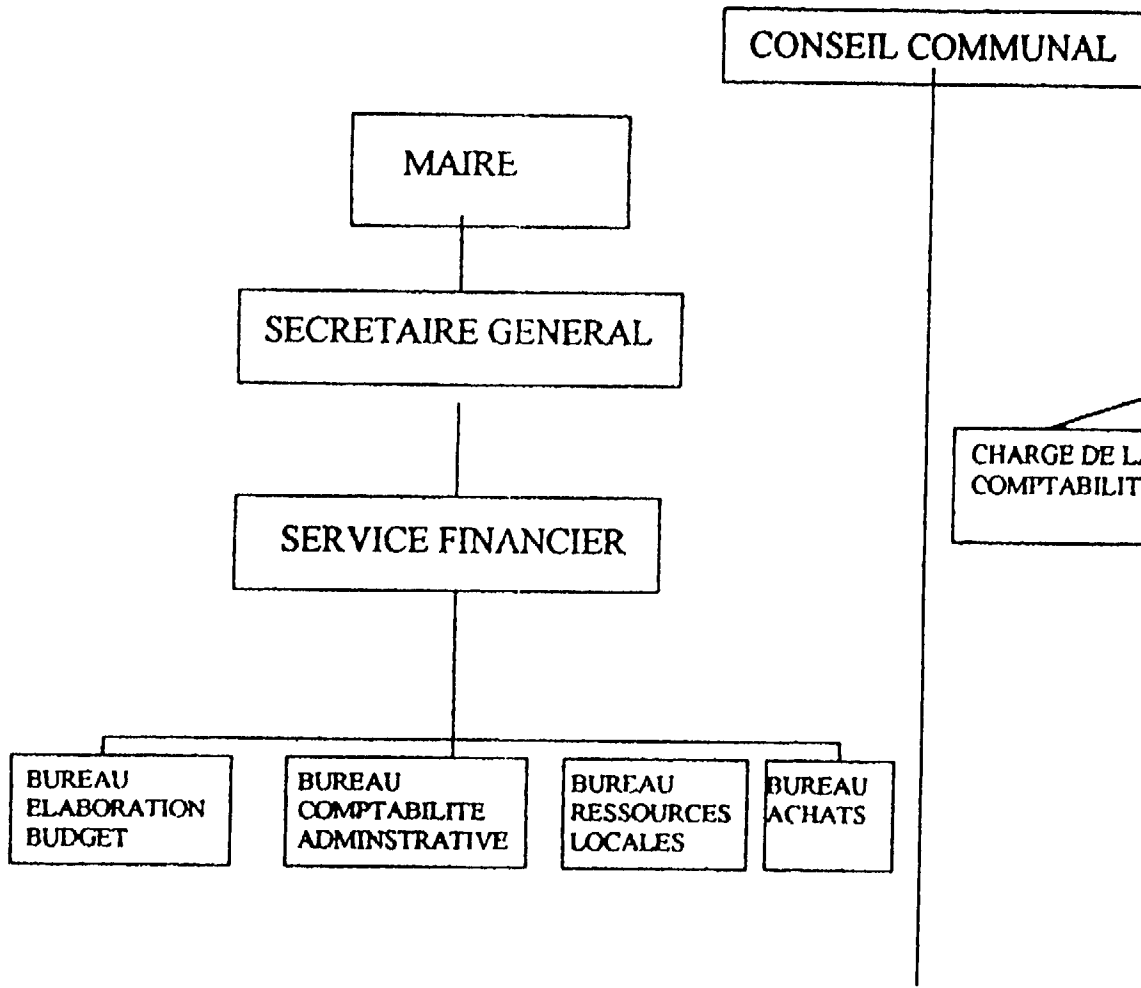 CONSEIL COMMUNAL
MAIRE
SECRETAIRE GENERAL
CHARGE DE LA
COMPTABILIT
SERVICE FINANCIER
BUREAU
ELABORATION
BUDGET
BUREAU
COMPTABILITE
ADMINSTRATIVE
BUREAU
RESSOURCES
LOCALES
BUREAU
ACHATS